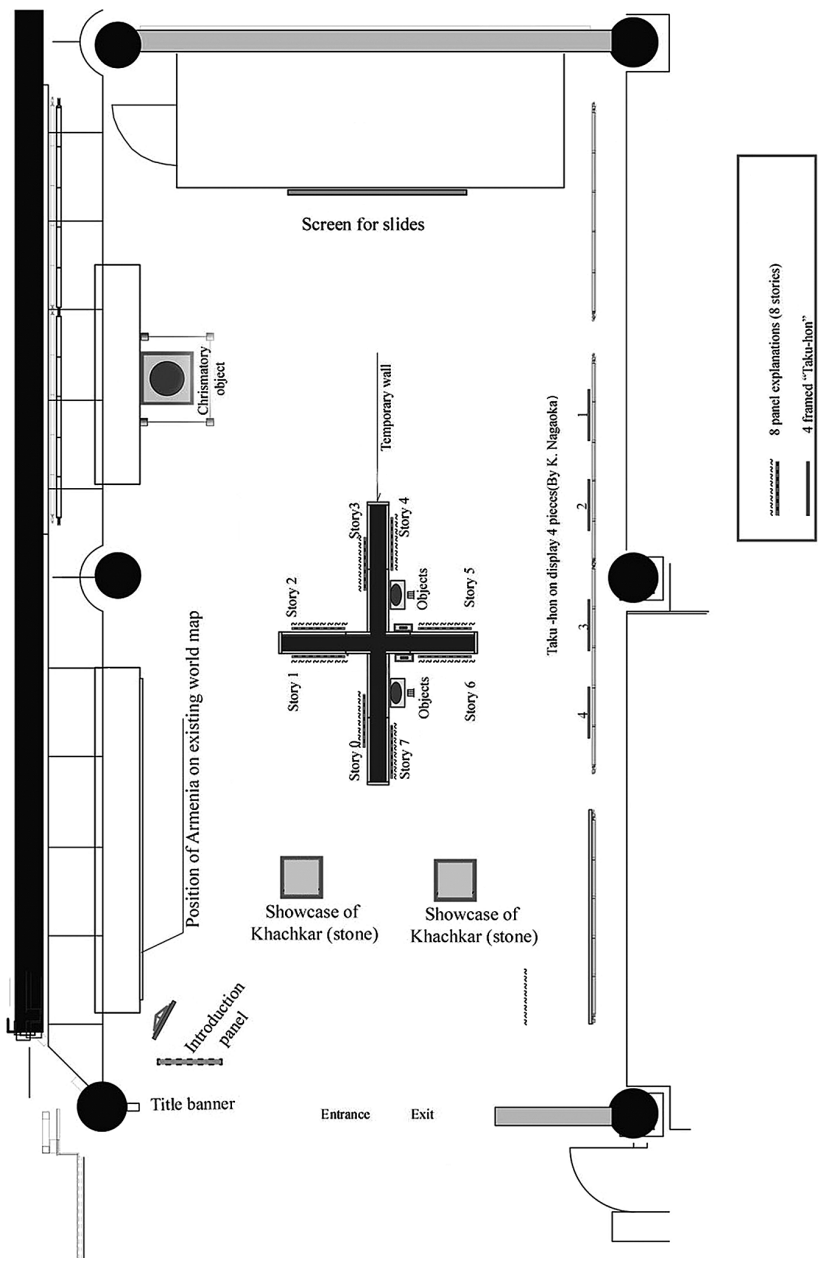 Screen for slides
Chrismatory
object
Temporary wall
Taku -hon on display 4 pieces(By K. Nagaoka)
1
2
3
4
8 panel explanations (8 stories)
4 framed “Taku-hon”
Story3
Story 4
Story 2
Objects
Story 5
Story 1
Objects
Story 6
Story 0
Story 7
Position of Armenia on existing world map
Showcase of
Khachkar (stone)
Showcase of
Khachkar (stone)
Introduction
panel
Title banner
Entrance
Exit